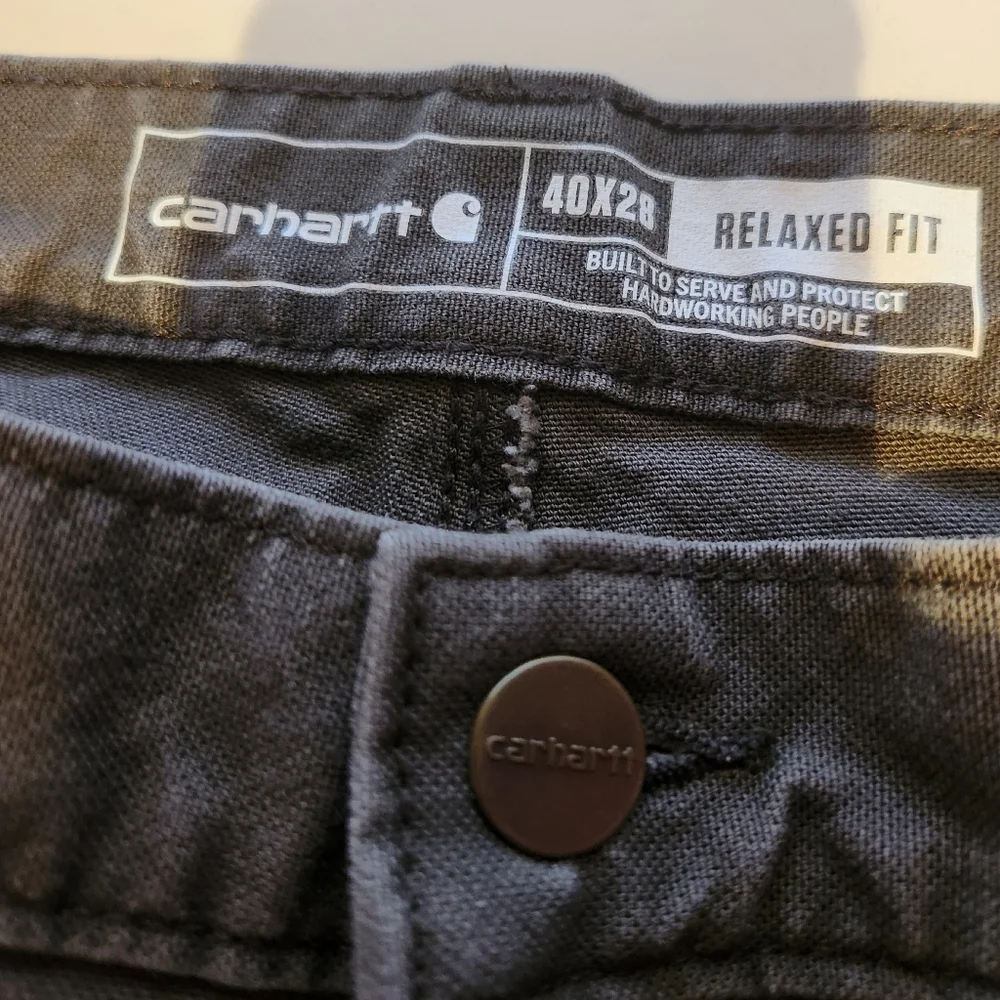 carhartt
40X28
RELAXED FIT
BUILT TO SERVE AND PROTECT
HARDWORKING PEOPLE
carhartt